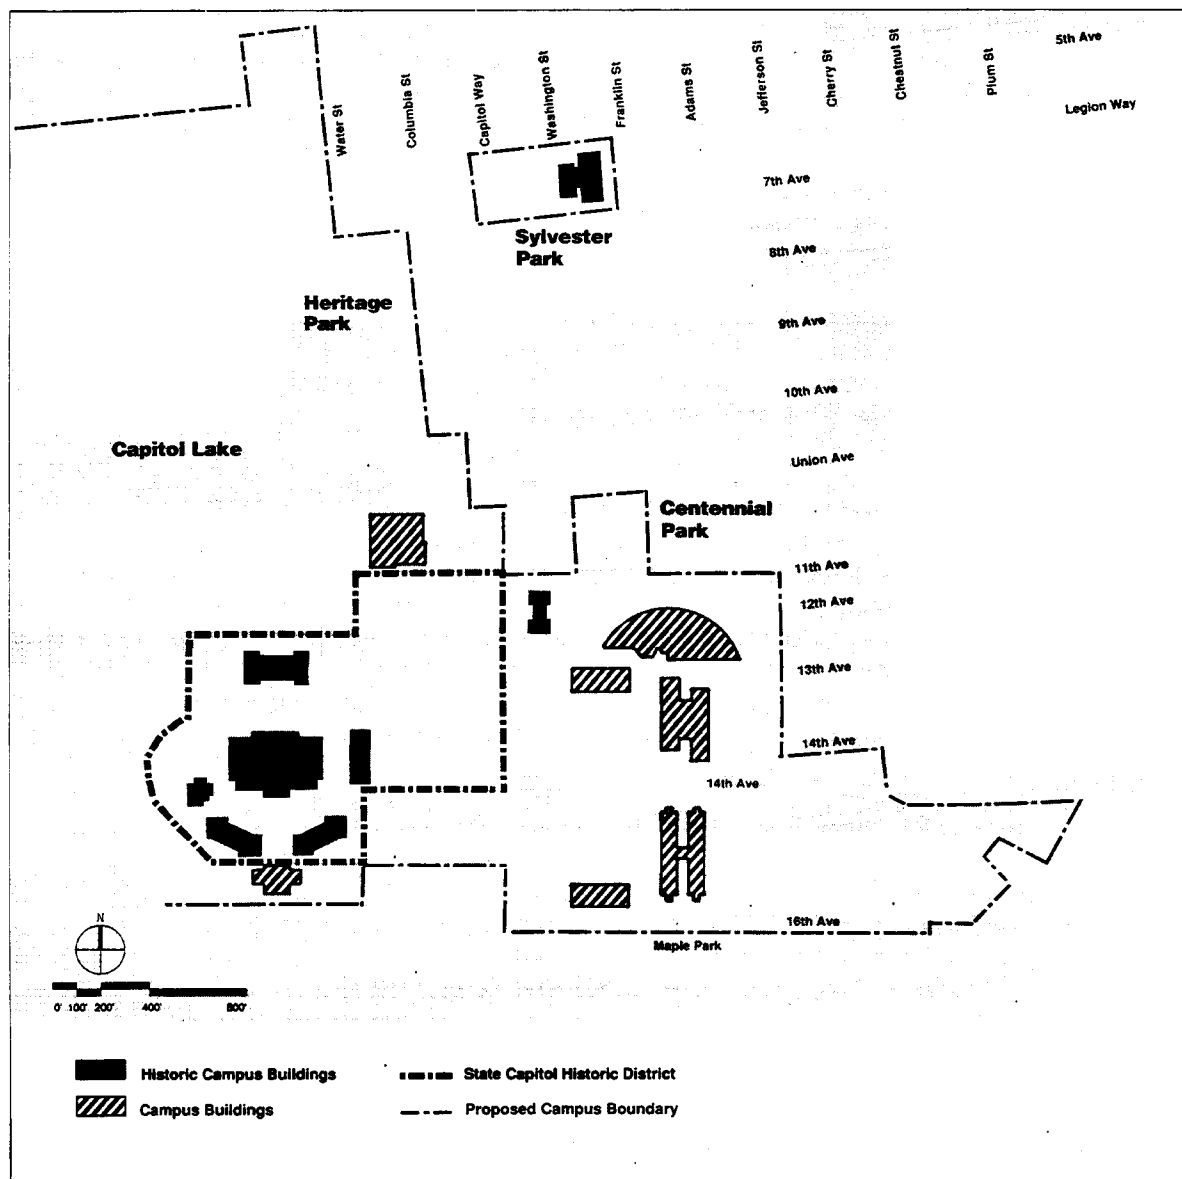 5th Ave
Legion Way
Water St
Columbia St
Capitol Way
Washington St
Franklin St
Adams St
Jefferson St
Cherry St
Chestnut St
Plum St
7th Ave
Sylvester
Park
8th Ave
Heritage
Park
9th Ave
10th Ave
Capitol Lake
Union Ave
Centennial
Park
11th Ave
12th Ave
13th Ave
14th Ave
14th Ave
16th Ave
Maple Park
N
0' 100' 200' 400' 800'
Historic Campus Buildings
State Capitol Historic District
Campus Buildings
Proposed Campus Boundary